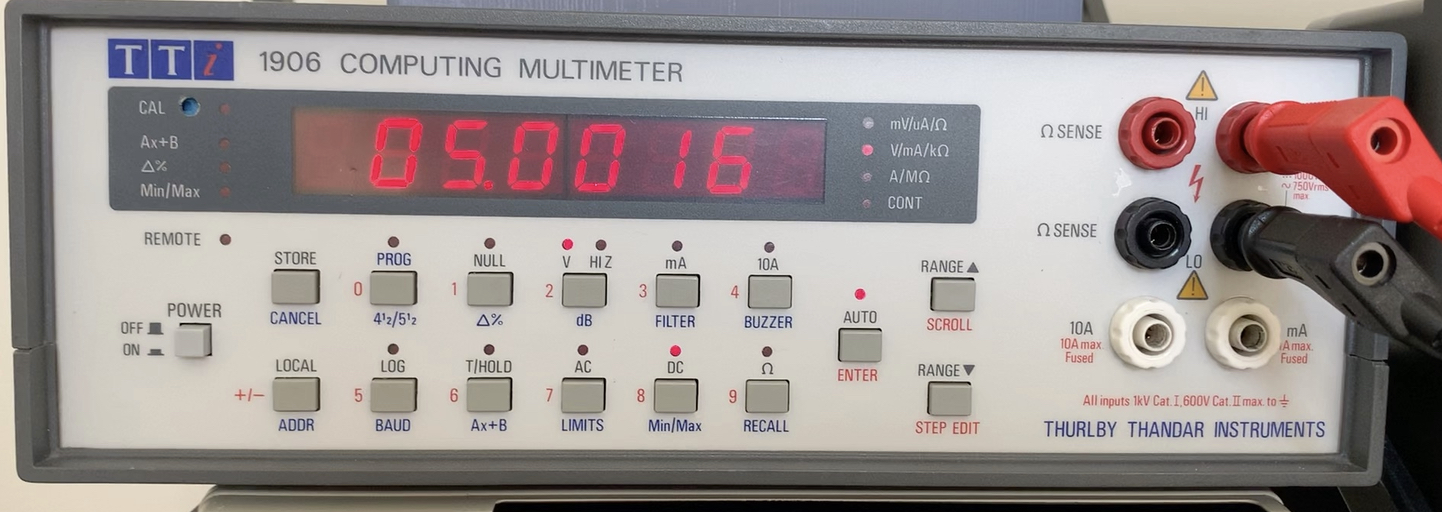 TTi 1906 COMPUTING MULTIMETER
CAL
Ax+B
Δ%
Min/Max
05.0016
mV/uA/Ω
V/mA/kΩ
A/MΩ
CONT
REMOTE
POWER
OFF
ON
STORE
CANCEL
PROG
0
4½/5½
NULL
1
Δ%
V HI Z
2
dB
mA
3
FILTER
10A
4
BUZZER
AUTO
ENTER
RANGE▲
SCROLL
LOCAL
+/−
ADDR
LOG
5
BAUD
T/HOLD
6
Ax+B
AC
7
LIMITS
DC
8
Min/Max
Ω
9
RECALL
RANGE▼
STEP EDIT
Ω SENSE
HI
750Vrms
max
Ω SENSE
LO
10A
10A max.
Fused
mA
A max.
Fused
All inputs 1kV Cat.I, 600V Cat.II max. to ⏚
THURLBY THANDAR INSTRUMENTS